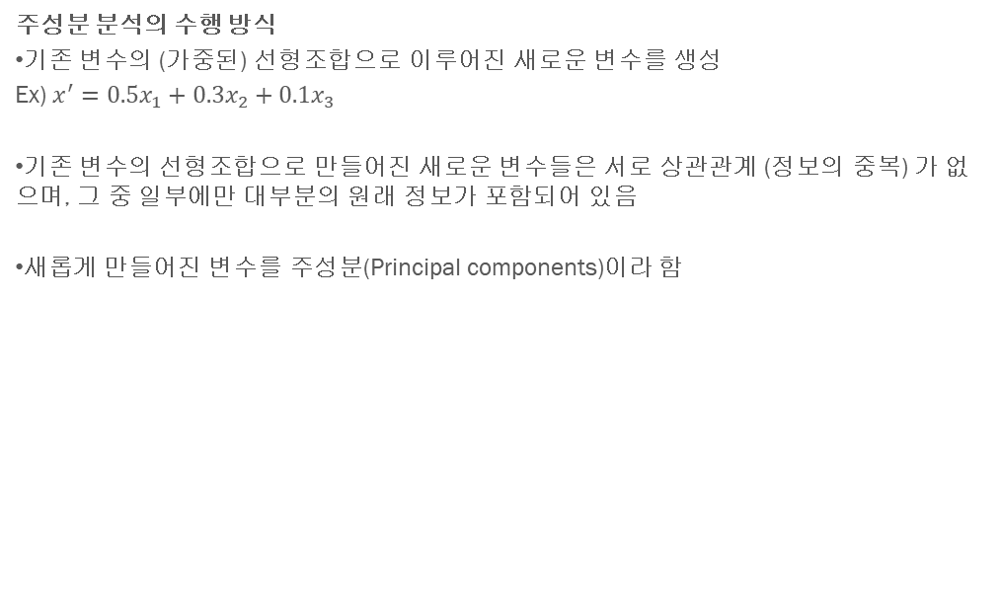 주성분 분석의 수행 방식
•기존 변수의 (가중된) 선형조합으로 이루어진 새로운 변수를 생성
Ex) 𝑥′ = 0.5𝑥₁ + 0.3𝑥₂ + 0.1𝑥₃
•기존 변수의 선형조합으로 만들어진 새로운 변수들은 서로 상관관계 (정보의 중복) 가 없
으며, 그 중 일부에만 대부분의 원래 정보가 포함되어 있음
•새롭게 만들어진 변수를 주성분(Principal components)이라 함